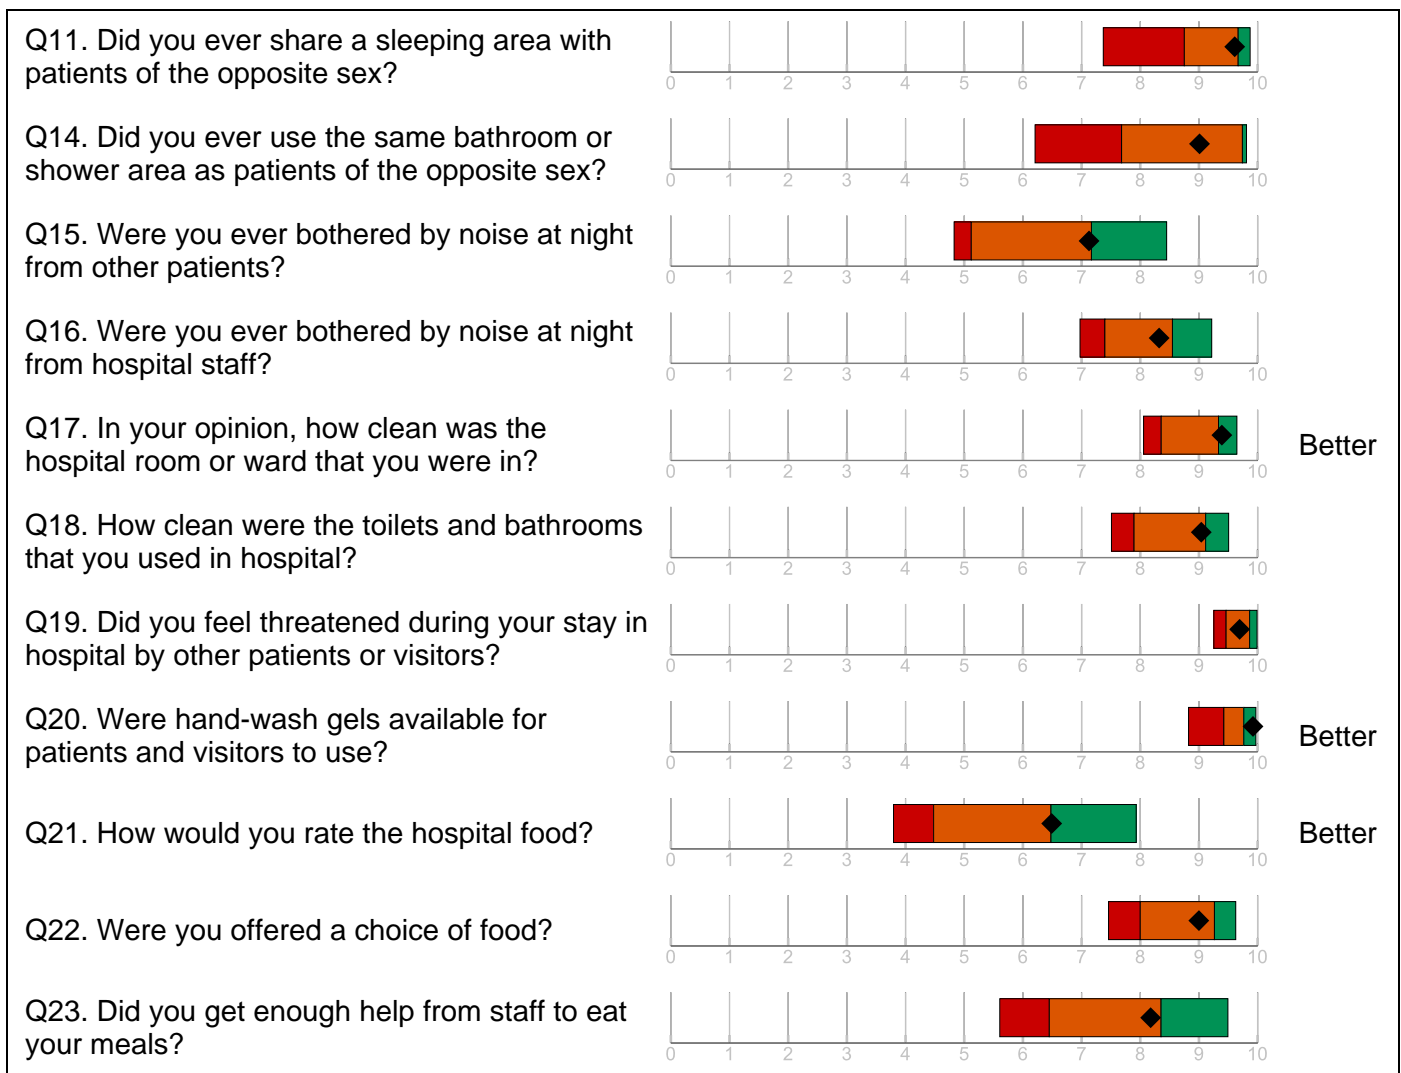 Q11. Did you ever share a sleeping area with
patients of the opposite sex?
0 1 2 3 4 5 6 7 8 9 10
Q14. Did you ever use the same bathroom or
shower area as patients of the opposite sex?
0 1 2 3 4 5 6 7 8 9 10
Q15. Were you ever bothered by noise at night
from other patients?
0 1 2 3 4 5 6 7 8 9 10
Q16. Were you ever bothered by noise at night
from hospital staff?
0 1 2 3 4 5 6 7 8 9 10
Q17. In your opinion, how clean was the
hospital room or ward that you were in?
Better
0 1 2 3 4 5 6 7 8 9 10
Q18. How clean were the toilets and bathrooms
that you used in hospital?
0 1 2 3 4 5 6 7 8 9 10
Q19. Did you feel threatened during your stay in
hospital by other patients or visitors?
0 1 2 3 4 5 6 7 8 9 10
Q20. Were hand-wash gels available for
patients and visitors to use?
Better
0 1 2 3 4 5 6 7 8 9 10
Q21. How would you rate the hospital food?
Better
0 1 2 3 4 5 6 7 8 9 10
Q22. Were you offered a choice of food?
0 1 2 3 4 5 6 7 8 9 10
Q23. Did you get enough help from staff to eat
your meals?
0 1 2 3 4 5 6 7 8 9 10